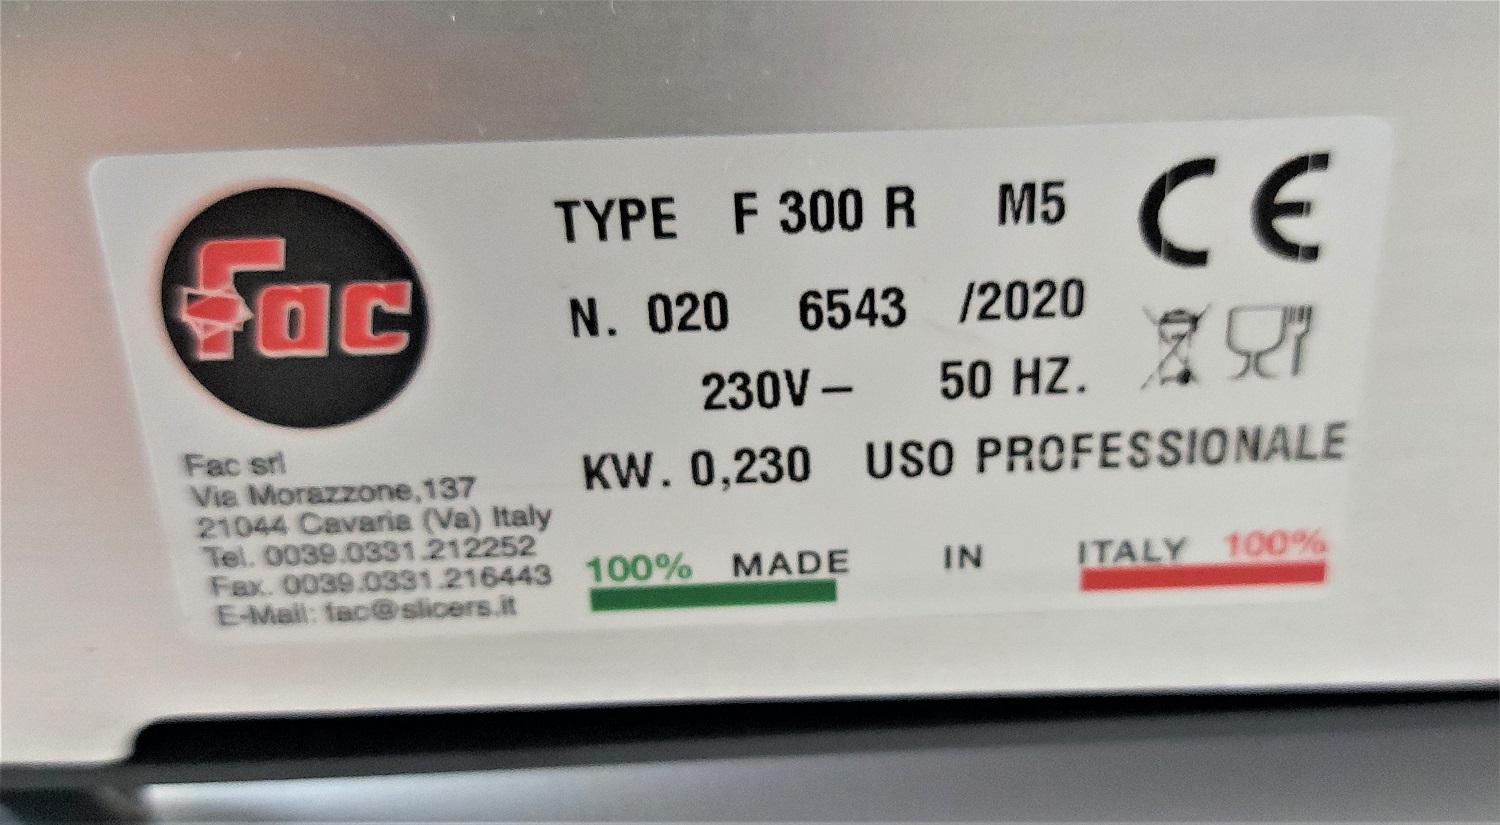 Fac
TYPE F 300 R M5 CE
N. 020 6543 /2020
230V – 50 HZ.
KW. 0,230 USO PROFESSIONALE
Fac srl
Via Morazzone,137
21044 Cavaria (Va) Italy
Tel. 0039.0331.212252
Fax. 0039.0331.216443
E-Mail: fac@slicers.it
100% MADE IN ITALY 100%